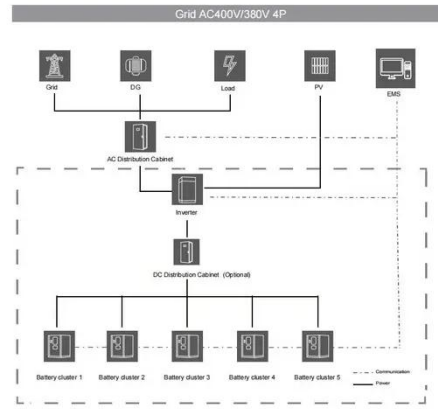 Grid AC400V/380V 4P
Grid
DG
Load
PV
EMS
AC Distribution Cabinet
Inverter
DC Distribution Cabinet (Optional)
Battery cluster 1
Battery cluster 2
Battery cluster 3
Battery cluster 4
Battery cluster 5
Communication
Power